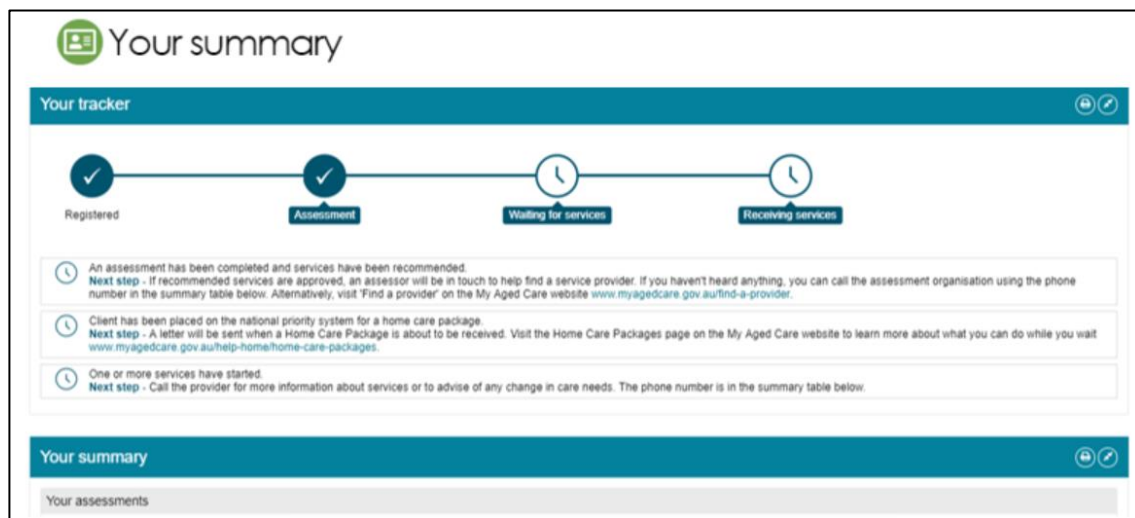 Your summary
Your tracker
Registered
Assessment
Waiting for services
Receiving services
An assessment has been completed and services have been recommended.
Next step - If recommended services are approved, an assessor will be in touch to help find a service provider. If you haven't heard anything, you can call the assessment organisation using the phone
number in the summary table below. Alternatively, visit 'Find a provider' on the My Aged Care website www.myagedcare.gov.au/find-a-provider.
Client has been placed on the national priority system for a home care package.
Next step - A letter will be sent when a Home Care Package is about to be received. Visit the Home Care Packages page on the My Aged Care website to learn more about what you can do while you wait
www.myagedcare.gov.au/help-home/home-care-packages.
One or more services have started.
Next step - Call the provider for more information about services or to advise of any change in care needs. The phone number is in the summary table below.
Your summary
Your assessments